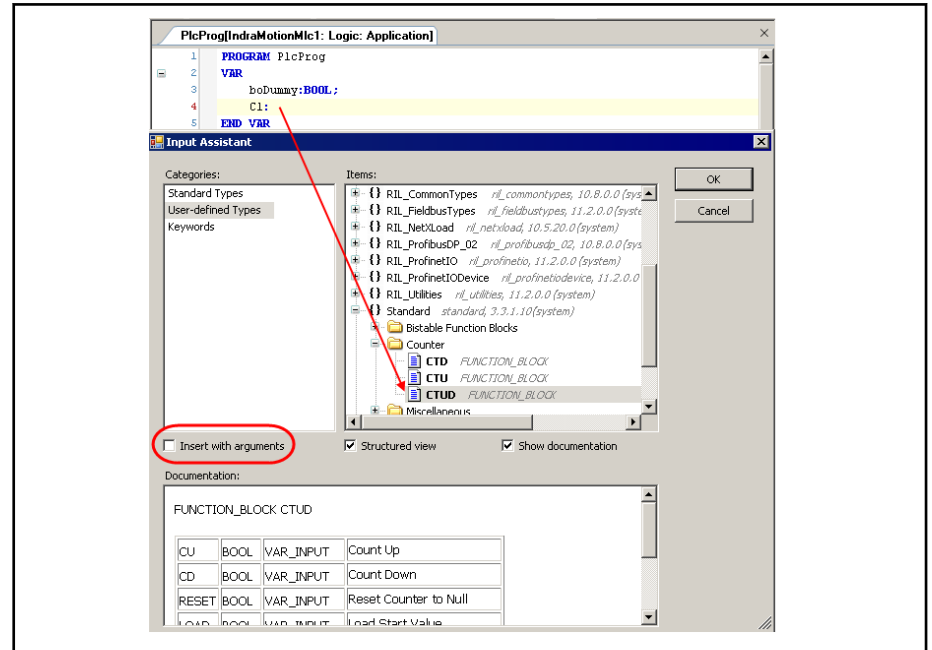 PlcProg[IndraMotionMlc1: Logic: Application]
1 PROGRAM PlcProg
2 VAR
3 boDummy:BOOL;
4 C1:
5 END VAR
Input Assistant
Categories:
Standard Types
User-defined Types
Keywords
Items:
{} RIL_CommonTypes ril_commontypes, 10.8.0.0 (sys
{} RIL_FieldbusTypes ril_fieldbustypes, 11.2.0.0 (syste
{} RIL_NetXLoad ril_netxload, 10.5.20.0 (system)
{} RIL_ProfibusDP_02 ril_profibusdp_02, 10.8.0.0 (sys
{} RIL_ProfinetIO ril_profinetio, 11.2.0.0 (system)
{} RIL_ProfinetIODevice ril_profinetiodevice, 11.2.0.0
{} RIL_Utilities ril_utilities, 11.2.0.0 (system)
{} Standard standard, 3.3.1.10(system)
Bistable Function Blocks
Counter
CTD FUNCTION_BLOCK
CTU FUNCTION_BLOCK
CTUD FUNCTION_BLOCK
Miscellaneous
OK
Cancel
Insert with arguments
Structured view
Show documentation
Documentation:
FUNCTION_BLOCK CTUD
CU BOOL VAR_INPUT Count Up
CD BOOL VAR_INPUT Count Down
RESET BOOL VAR_INPUT Reset Counter to Null
LOAD BOOL VAR_INPUT Load Start Value